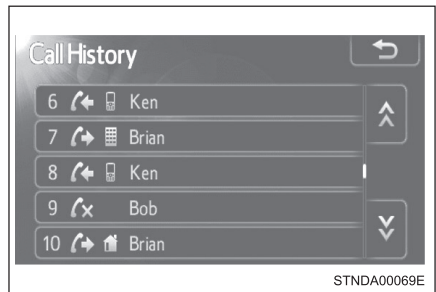 Call History
6 Ken
7 Brian
8 Ken
9 Bob
10 Brian
STNDA00069E